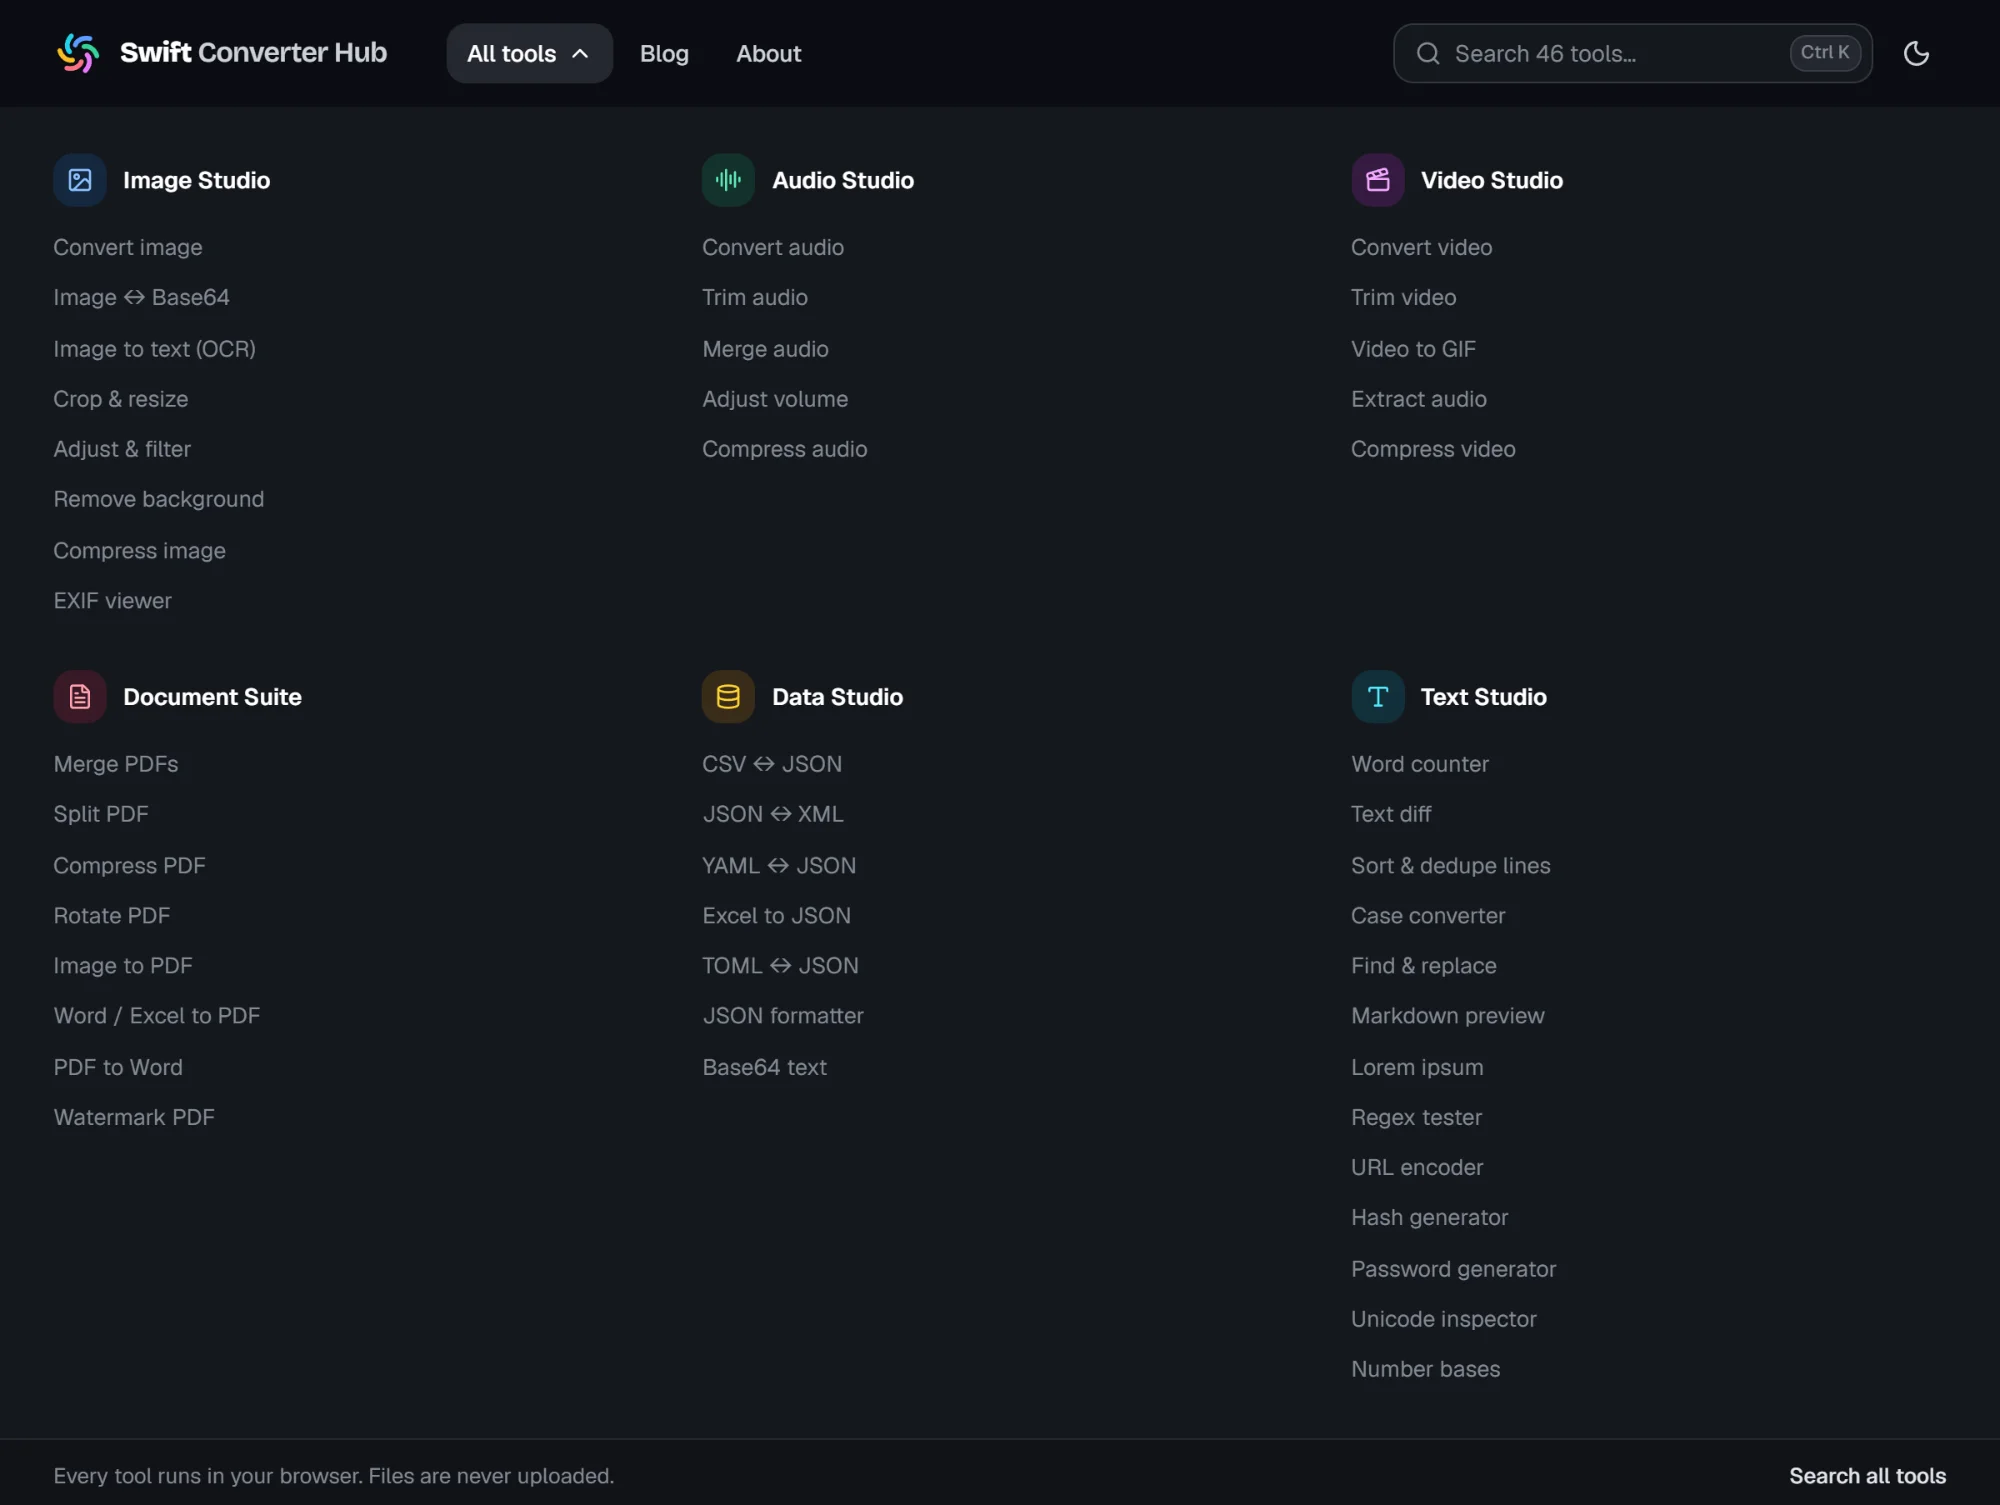 Swift Converter Hub
All tools
Blog
About
Search 46 tools...
Ctrl K
Image Studio
Convert image
Image ↔ Base64
Image to text (OCR)
Crop & resize
Adjust & filter
Remove background
Compress image
EXIF viewer
Audio Studio
Convert audio
Trim audio
Merge audio
Adjust volume
Compress audio
Video Studio
Convert video
Trim video
Video to GIF
Extract audio
Compress video
Document Suite
Merge PDFs
Split PDF
Compress PDF
Rotate PDF
Image to PDF
Word / Excel to PDF
PDF to Word
Watermark PDF
Data Studio
CSV ↔ JSON
JSON ↔ XML
YAML ↔ JSON
Excel to JSON
TOML ↔ JSON
JSON formatter
Base64 text
Text Studio
Word counter
Text diff
Sort & dedupe lines
Case converter
Find & replace
Markdown preview
Lorem ipsum
Regex tester
URL encoder
Hash generator
Password generator
Unicode inspector
Number bases
Every tool runs in your browser. Files are never uploaded.
Search all tools